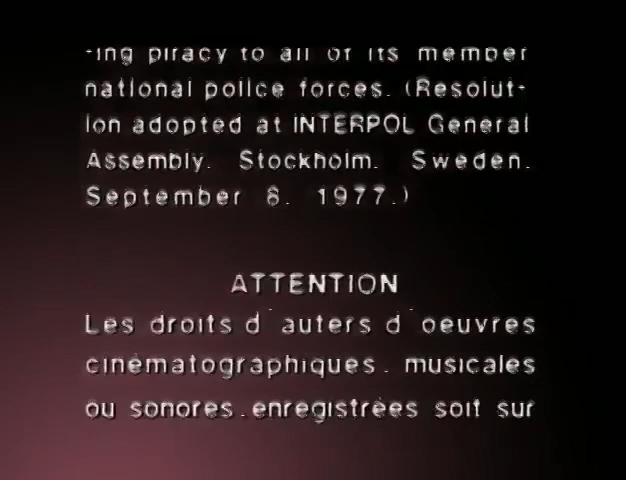 -ing piracy to all of its member
national police forces. (Resolut-
ion adopted at INTERPOL General
Assembly. Stockholm. Sweden.
September 8. 1977.)
ATTENTION
Les droits d'auters d'oeuvres
cinématographiques. musicales
ou sonores.enregistrées soit sur